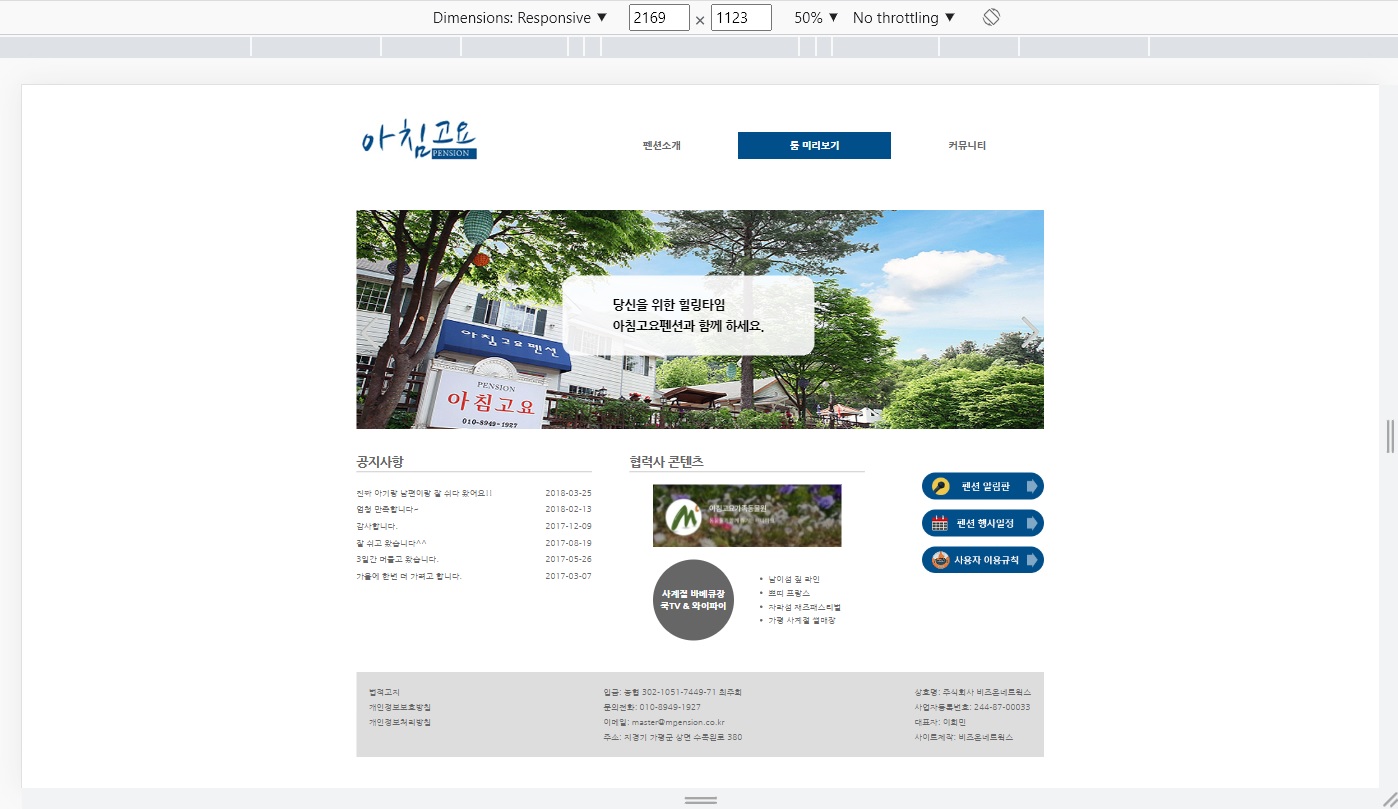 Dimensions: Responsive ▼ 2169 × 1123 50% ▼ No throttling ▼
아침고요
PENSION
펜션소개
룸 미리보기
커뮤니티
당신을 위한 힐링타임
아침고요펜션과 함께 하세요.
아침고요펜션
PENSION
아침고요
010-8949-1927
공지사항
진짜 아기랑 남편이랑 잘 쉬다 왔어요!! 2018-03-25
엄청 만족합니다~ 2018-02-13
감사합니다. 2017-12-09
잘 쉬고 왔습니다^^ 2017-08-19
3일간 머물고 왔습니다. 2017-05-26
가을에 한번 더 가려고 합니다. 2017-03-07
협력사 콘텐츠
아침고요가족동물원
사계절 바베큐장
쿡TV & 와이파이
• 남이섬 짚 라인
• 쁘띠 프랑스
• 자라섬 재즈페스티벌
• 가평 사계절 썰매장
펜션 알림판
펜션 행사일정
사용자 이용규칙
법적고지
개인정보보호방침
개인정보처리방침
입금: 농협 302-1051-7449-71 최주희
문의전화: 010-8949-1927
이메일: master@mpension.co.kr
주소: 지경기 가평군 상면 수목원로 380
상호명: 주식회사 비즈온네트웍스
사업자등록번호: 244-87-00033
대표자: 이희민
사이트제작: 비즈온네트웍스